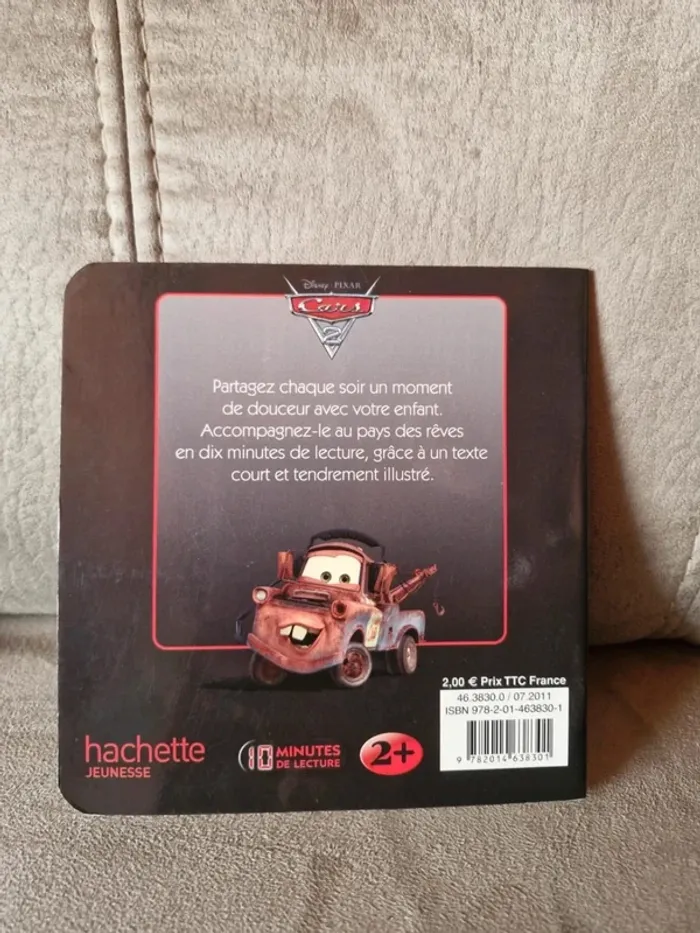 Disney · PIXAR
Cars
2
Partagez chaque soir un moment
de douceur avec votre enfant.
Accompagnez-le au pays des rêves
en dix minutes de lecture, grâce à un texte
court et tendrement illustré.
2,00 € Prix TTC France
46.3830.0 / 07.2011
ISBN 978-2-01-463830-1
9 782014 638301
hachette
JEUNESSE
10 MINUTES
DE LECTURE
2+